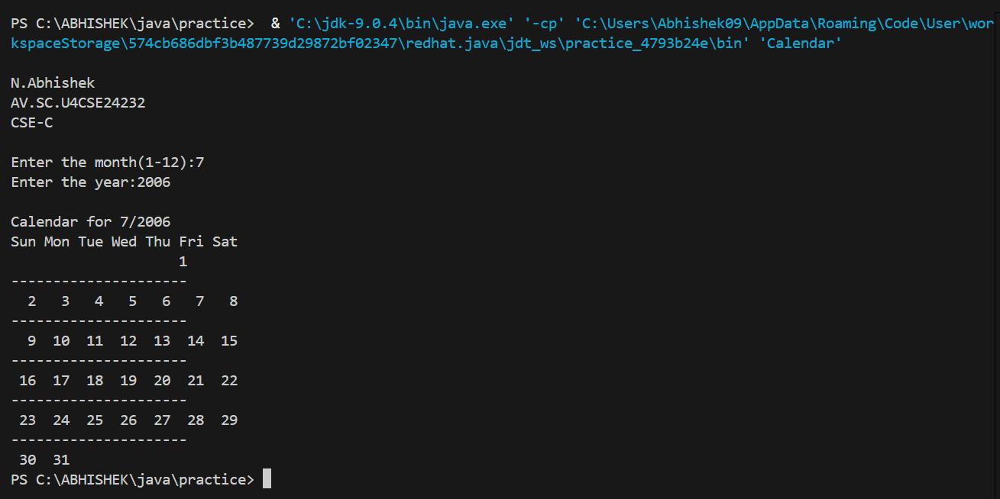 PS C:\ABHISHEK\java\practice>  & 'C:\jdk-9.0.4\bin\java.exe' '-cp' 'C:\Users\Abhishek09\AppData\Roaming\Code\User\wor
kspaceStorage\574cb686dbf3b487739d29872bf02347\redhat.java\jdt_ws\practice_4793b24e\bin' 'Calendar'

N.Abhishek
AV.SC.U4CSE24232
CSE-C

Enter the month(1-12):7
Enter the year:2006

Calendar for 7/2006
Sun Mon Tue Wed Thu Fri Sat
                    1
---------------------
  2   3   4   5   6   7   8
---------------------
  9  10  11  12  13  14  15
---------------------
 16  17  18  19  20  21  22
---------------------
 23  24  25  26  27  28  29
---------------------
 30  31
PS C:\ABHISHEK\java\practice>